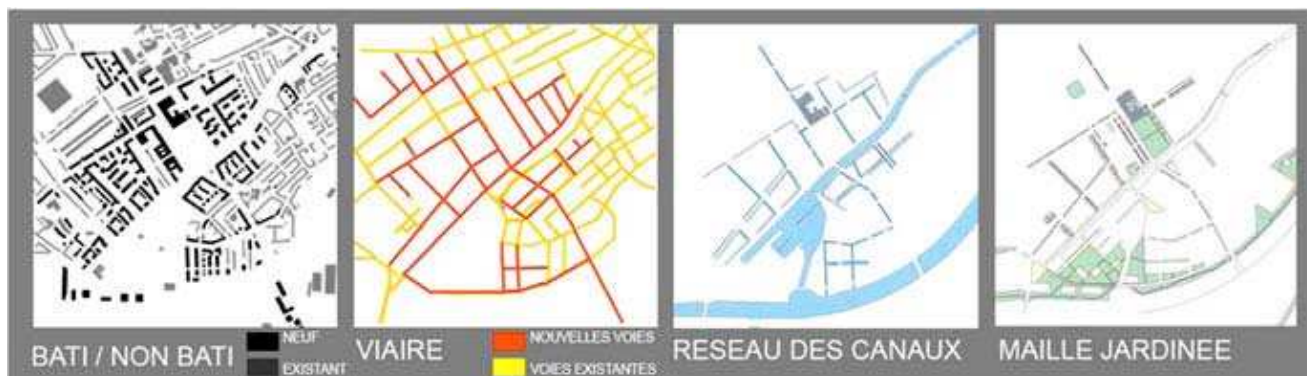 BATI / NON BATI
NEUF
EXISTANT
VIAIRE
NOUVELLES VOIES
VOIES EXISTANTES
RESEAU DES CANAUX
MAILLE JARDINEE